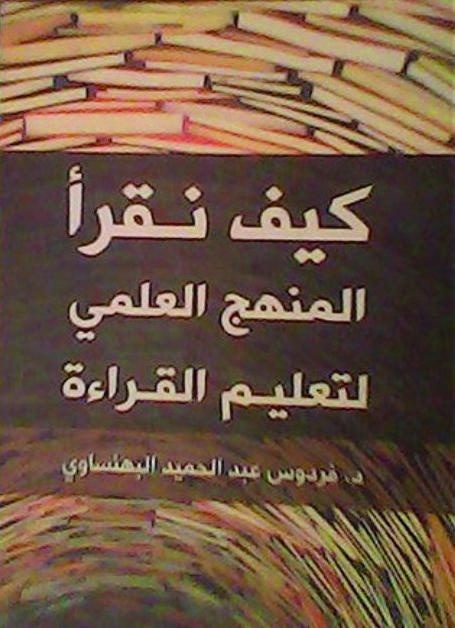 كيف نقرأ
المنهج العلمي
لتعليم القراءة
د. فردوس عبد الحميد البهنساوي